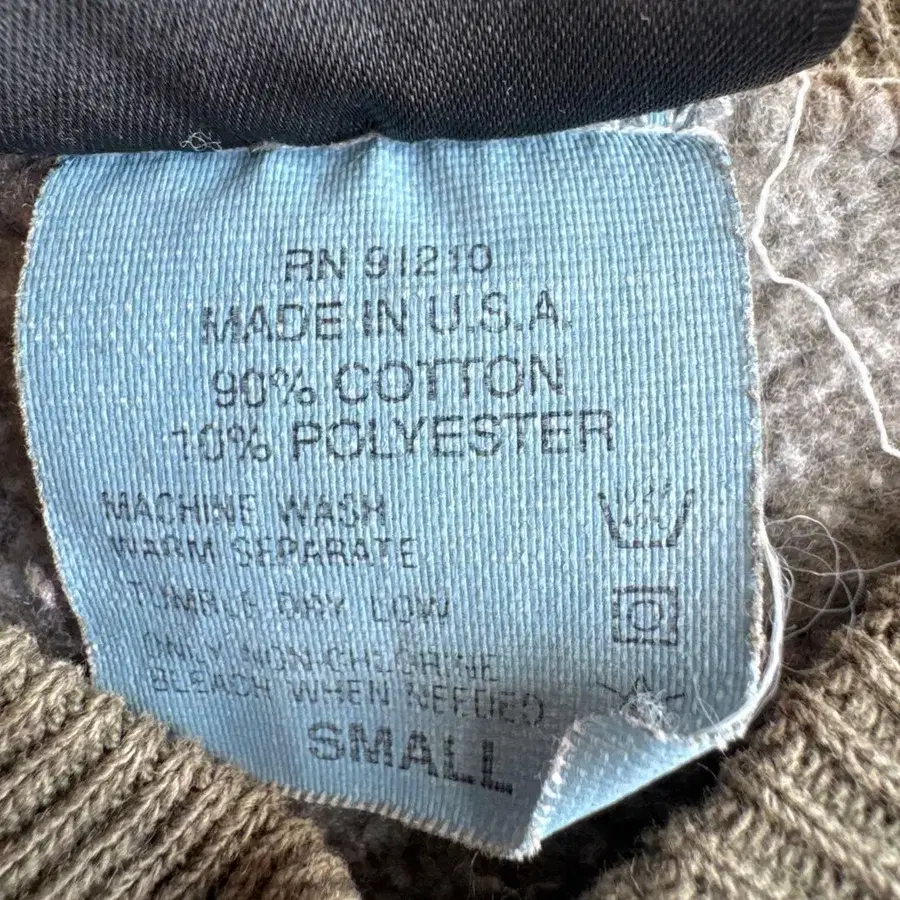 RN 91210
MADE IN U.S.A.
90% COTTON
10% POLYESTER
MACHINE WASH
WARM SEPARATE
TUMBLE DRY LOW
ONLY NON-CHLORINE
BLEACH WHEN NEEDED
SMALL